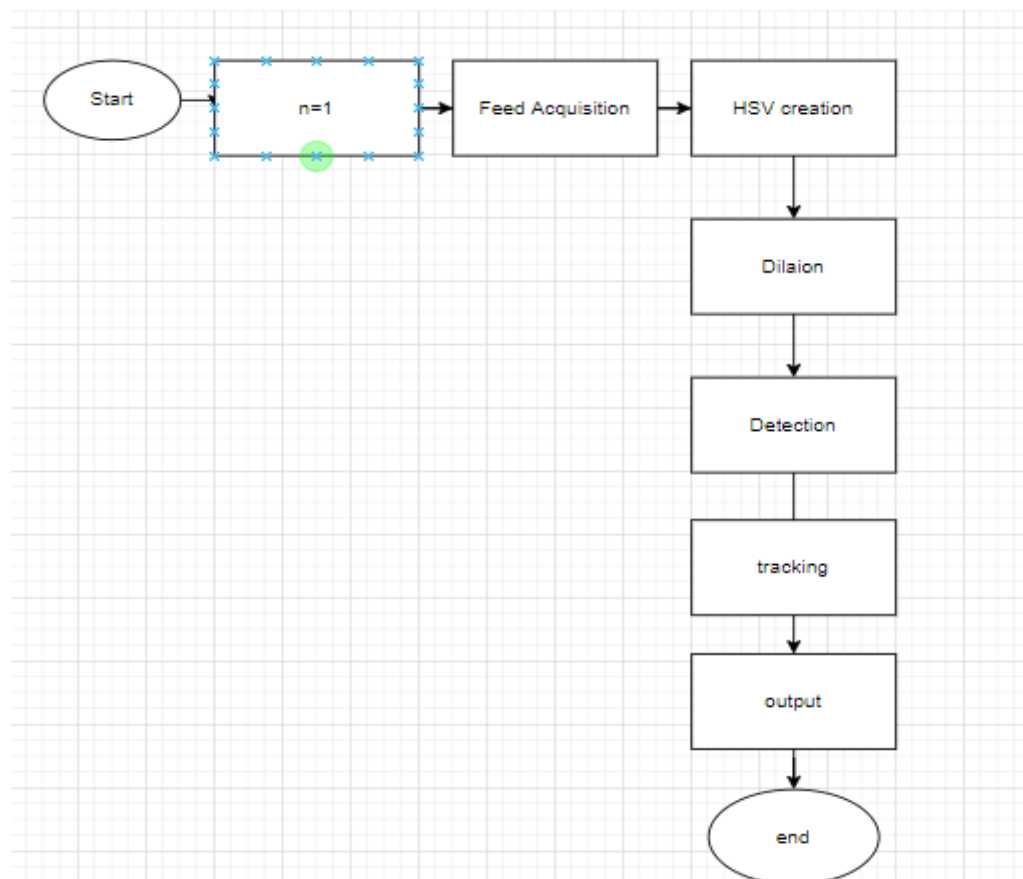 Start
n=1
Feed Acquisition
HSV creation
Dilaion
Detection
tracking
output
end